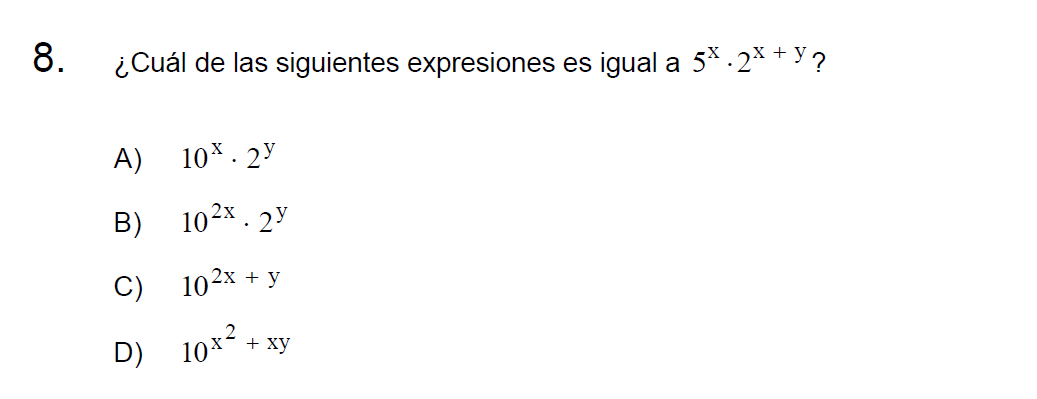 8. ¿Cuál de las siguientes expresiones es igual a 5^x · 2^(x + y) ?
A) 10^x · 2^y
B) 10^(2x) · 2^y
C) 10^(2x + y)
D) 10^(x^2 + xy)